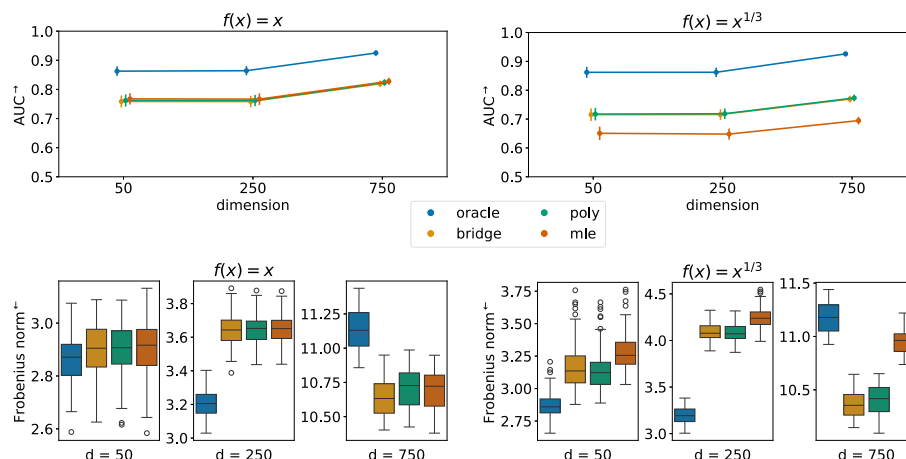 f(x) = x
f(x) = x^{1/3}
AUC→
1.0
0.9
0.8
0.7
0.6
0.5
50
250
750
dimension
AUC→
1.0
0.9
0.8
0.7
0.6
0.5
50
250
750
dimension
oracle
poly
bridge
mle
f(x) = x
f(x) = x^{1/3}
Frobenius norm←
3.0
2.8
2.6
d = 50
3.8
3.6
3.4
3.2
3.0
d = 250
11.25
11.00
10.75
10.50
d = 750
Frobenius norm←
3.75
3.50
3.25
3.00
2.75
d = 50
4.5
4.0
3.5
3.0
d = 250
11.5
11.0
10.5
d = 750